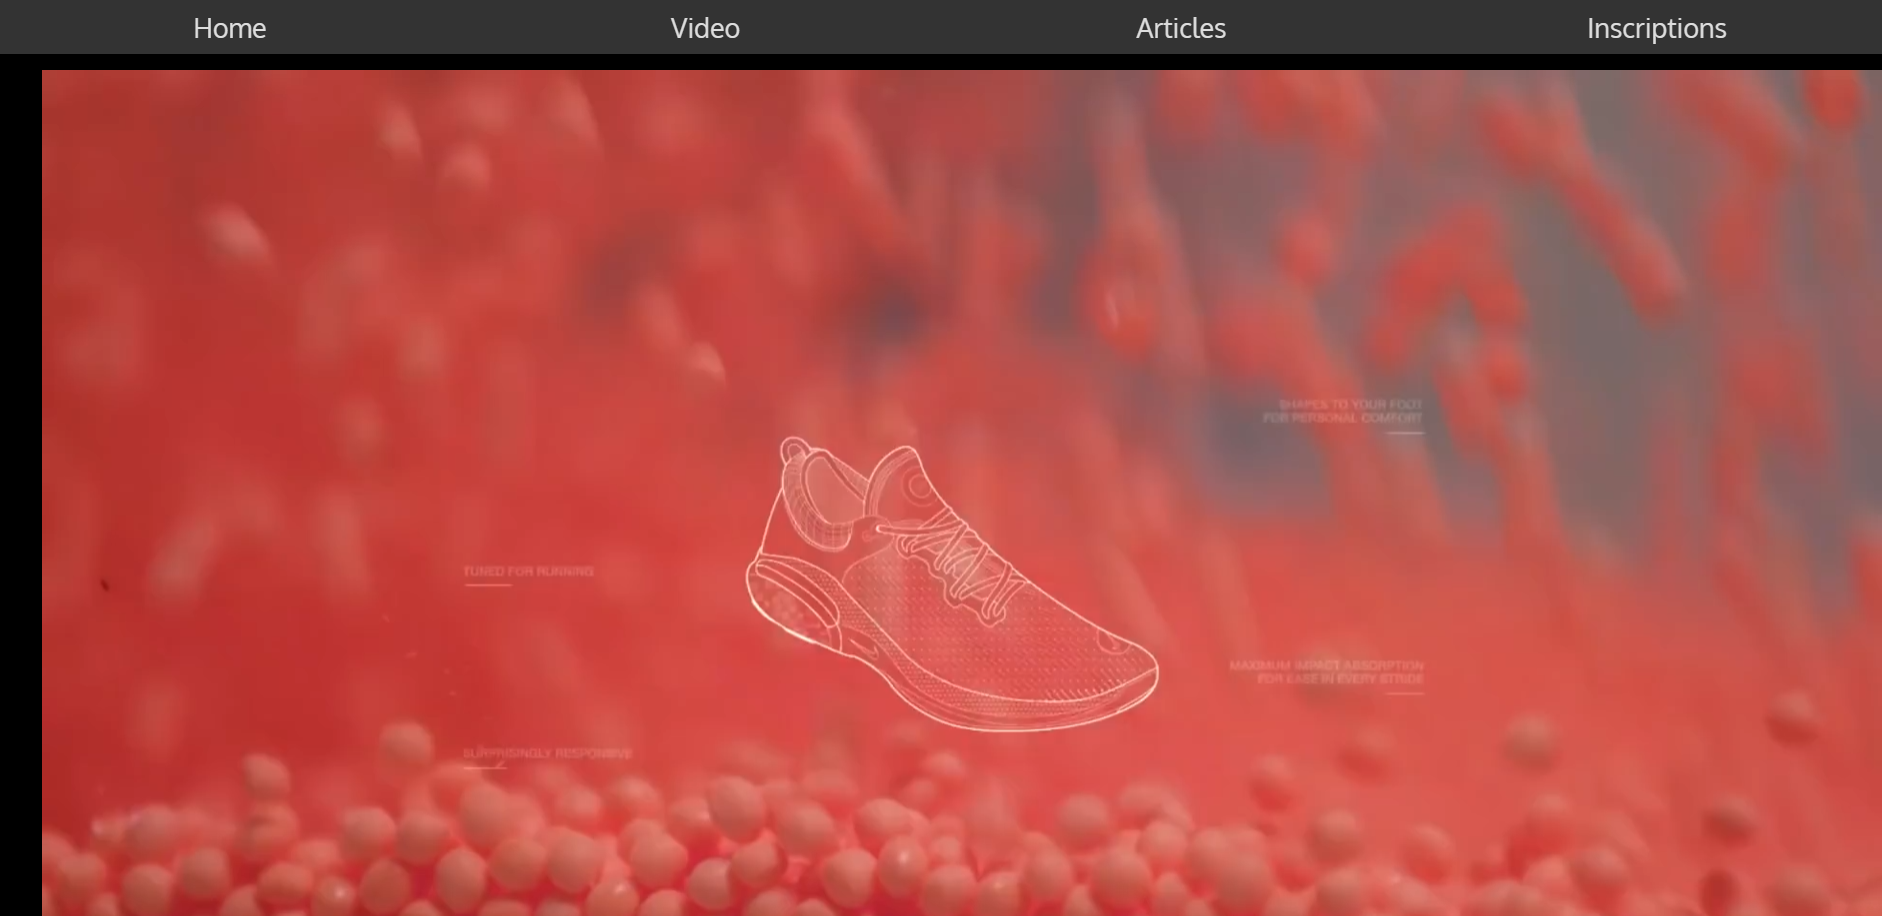 Home
Video
Articles
Inscriptions
SHAPES TO YOUR FOOT
FOR PERSONAL COMFORT
TUNED FOR RUNNING
MAXIMUM IMPACT ABSORPTION
FOR EASE IN EVERY STRIDE
SURPRISINGLY RESPONSIVE